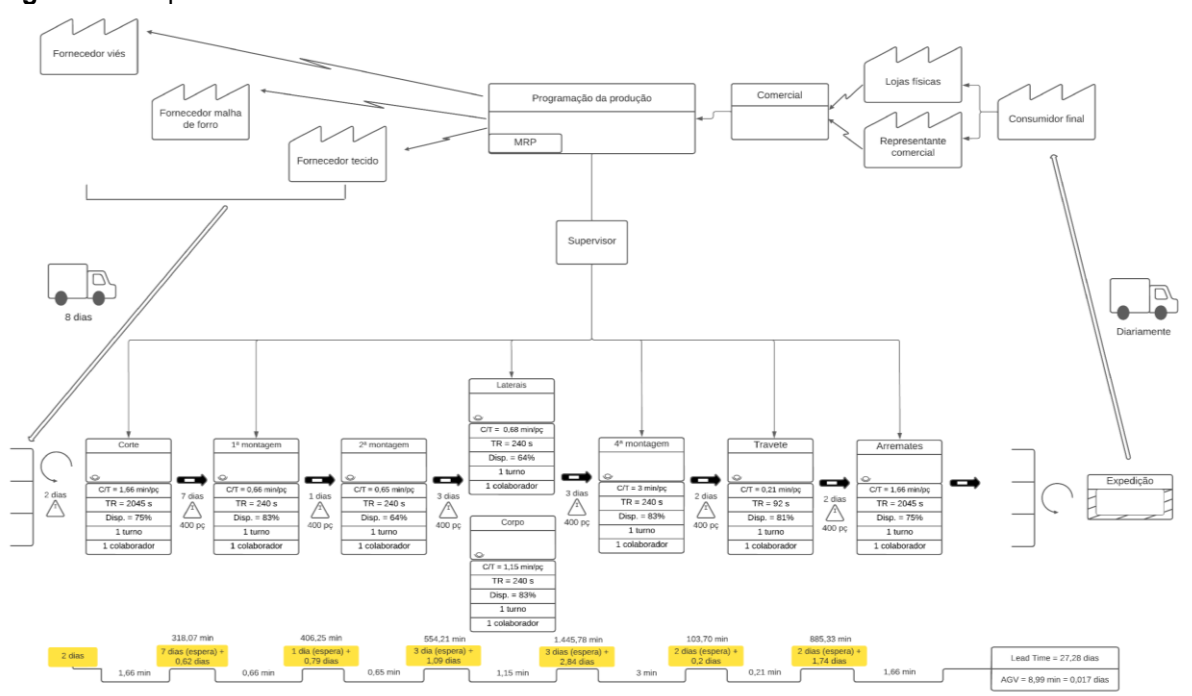 Fornecedor viés
Fornecedor malha
de forro
Fornecedor tecido
Programação da produção
MRP
Comercial
Lojas físicas
Representante
comercial
Consumidor final
Supervisor
8 dias
Diariamente
2 dias
Corte
C/T = 1,66 min/pç
TR = 2045 s
Disp. = 75%
1 turno
1 colaborador
7 dias
400 pç
1ª montagem
C/T = 0,66 min/pç
TR = 240 s
Disp. = 83%
1 turno
1 colaborador
1 dias
400 pç
2ª montagem
C/T = 0,65 min/pç
TR = 240 s
Disp. = 64%
1 turno
1 colaborador
3 dias
400 pç
Laterais
C/T = 0,68 min/pç
TR = 240 s
Disp. = 64%
1 turno
1 colaborador
Corpo
C/T = 1,15 min/pç
TR = 240 s
Disp. = 83%
1 turno
1 colaborador
3 dias
400 pç
4ª montagem
C/T = 3 min/pç
TR = 240 s
Disp. = 83%
1 turno
1 colaborador
2 dias
400 pç
Travete
C/T = 0,21 min/pç
TR = 92 s
Disp. = 81%
1 turno
1 colaborador
2 dias
400 pç
Arremates
C/T = 1,66 min/pç
TR = 2045 s
Disp. = 75%
1 turno
1 colaborador
Expedição
318,07 min
406,25 min
554,21 min
1.445,78 min
103,70 min
885,33 min
2 dias
7 dias (espera) +
0,62 dias
1 dia (espera) +
0,79 dias
3 dia (espera) +
1,09 dias
3 dias (espera) +
2,84 dias
2 dias (espera) +
0,2 dias
2 dias (espera) +
1,74 dias
1,66 min
0,66 min
0,65 min
1,15 min
3 min
0,21 min
1,66 min
Lead Time = 27,28 dias
AGV = 8,99 min = 0,017 dias